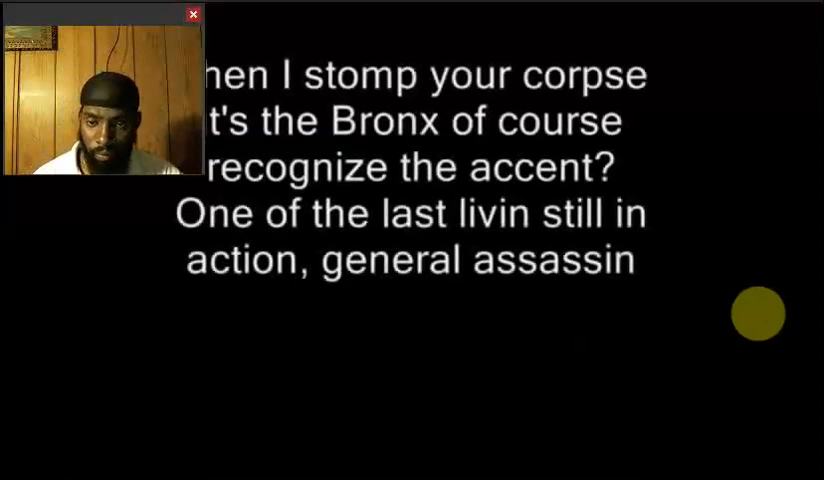 hen I stomp your corpse
t's the Bronx of course
recognize the accent?
One of the last livin still in
action, general assassin